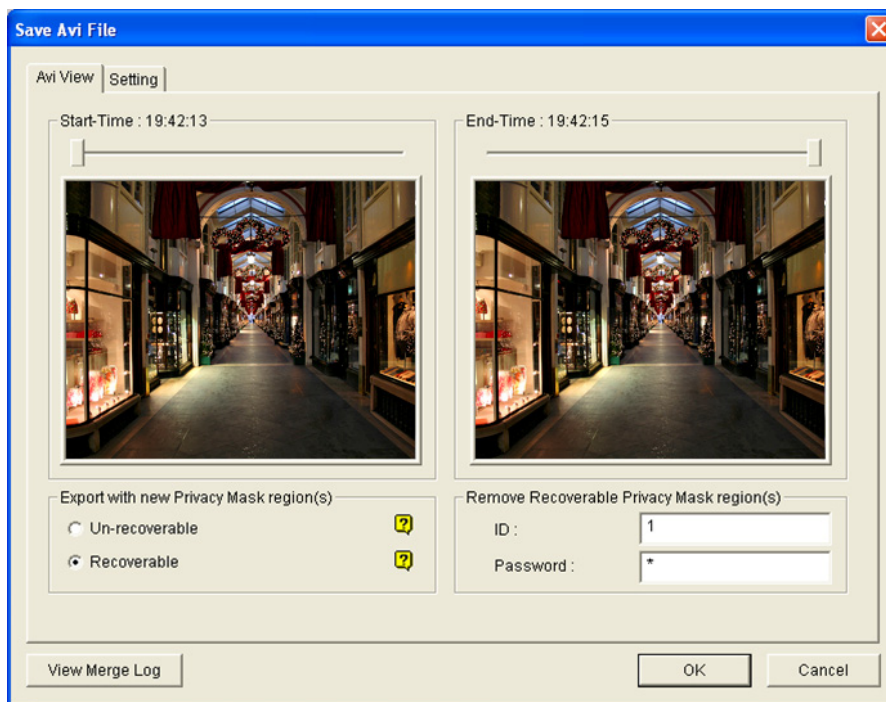 Save Avi File
Avi View
Setting
Start-Time : 19:42:13
End-Time : 19:42:15
Export with new Privacy Mask region(s)
Un-recoverable
?
Recoverable
?
Remove Recoverable Privacy Mask region(s)
ID :
1
Password :
*
View Merge Log
OK
Cancel